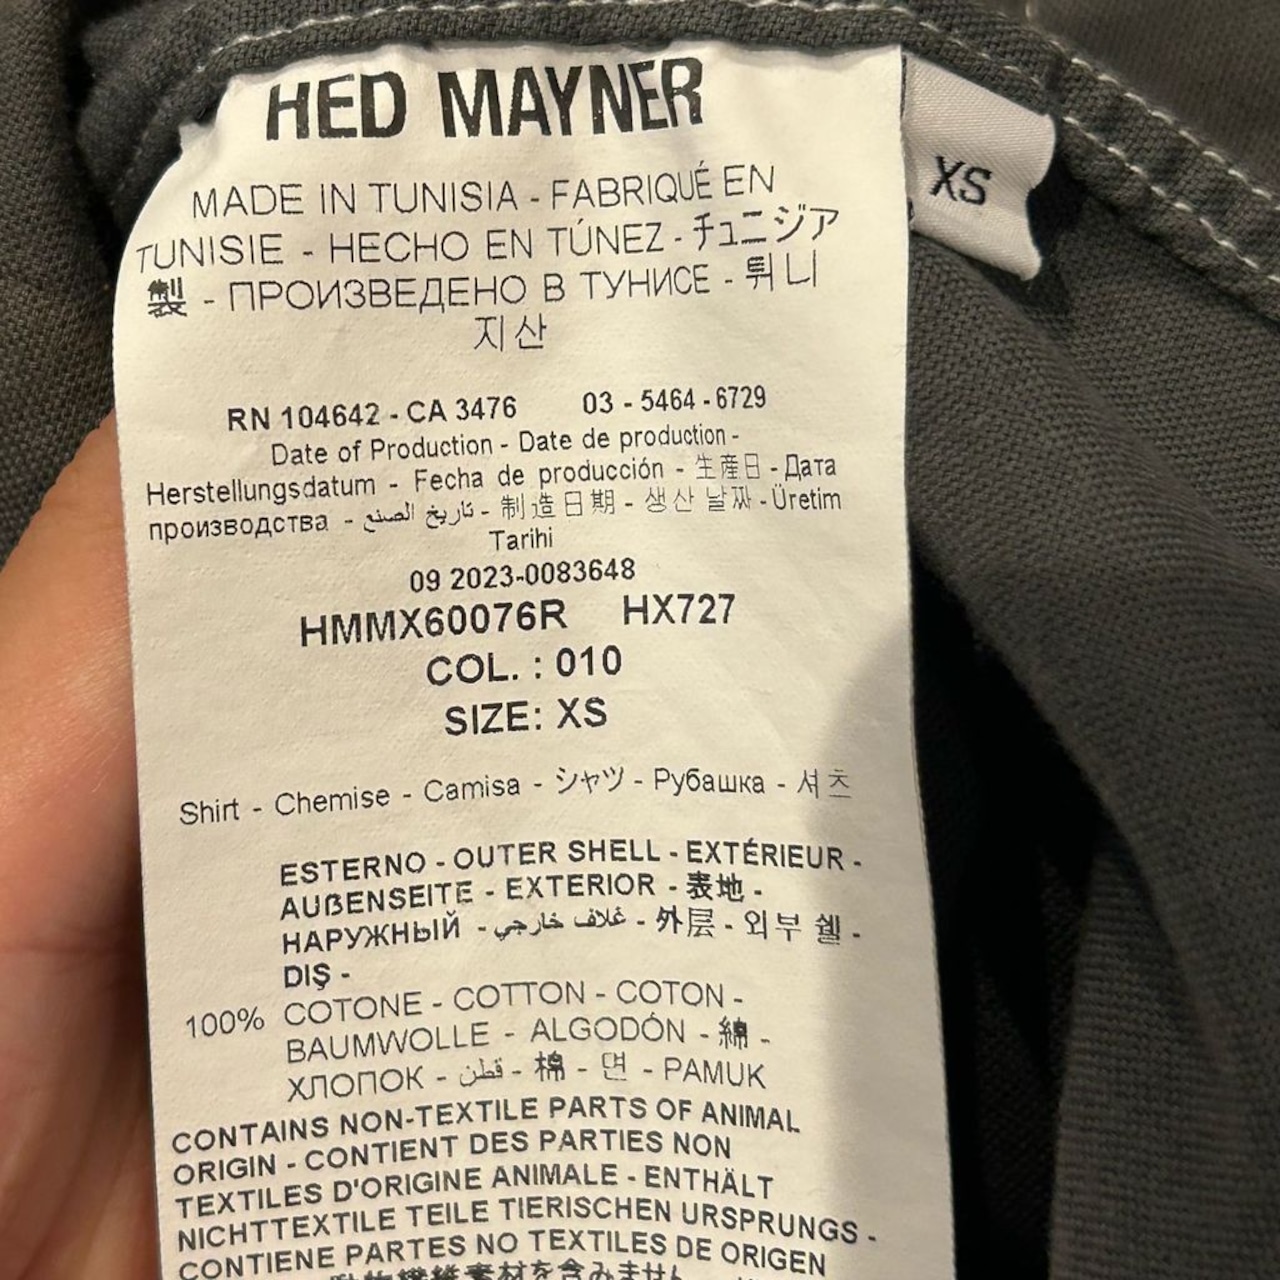 HED MAYNER
XS
MADE IN TUNISIA - FABRIQUÉ EN
TUNISIE - HECHO EN TÚNEZ - チュニジア
製 - ПРОИЗВЕДЕНО В ТУНИСЕ - 튀니
지산
RN 104642 - CA 3476 03 - 5464 - 6729
Date of Production - Date de production -
Herstellungsdatum - Fecha de producción - 生産日 - Дата
производства - تاريخ الصنع - 制造日期 - 생산 날짜 - Üretim
Tarihi
09 2023-0083648
HMMX60076R HX727
COL. : 010
SIZE: XS
Shirt - Chemise - Camisa - シャツ - Рубашка - 셔츠
ESTERNO - OUTER SHELL - EXTÉRIEUR -
AUßENSEITE - EXTERIOR - 表地 -
НАРУЖНЫЙ - غلاف خارجي - 外层 - 외부 쉘 -
DIŞ -
100% COTONE - COTTON - COTON -
BAUMWOLLE - ALGODÓN - 綿 -
ХЛОПОК - قطن - 棉 - 면 - PAMUK
CONTAINS NON-TEXTILE PARTS OF ANIMAL
ORIGIN - CONTIENT DES PARTIES NON
TEXTILES D'ORIGINE ANIMALE - ENTHÄLT
NICHTTEXTILE TEILE TIERISCHEN URSPRUNGS -
CONTIENE PARTES NO TEXTILES DE ORIGEN